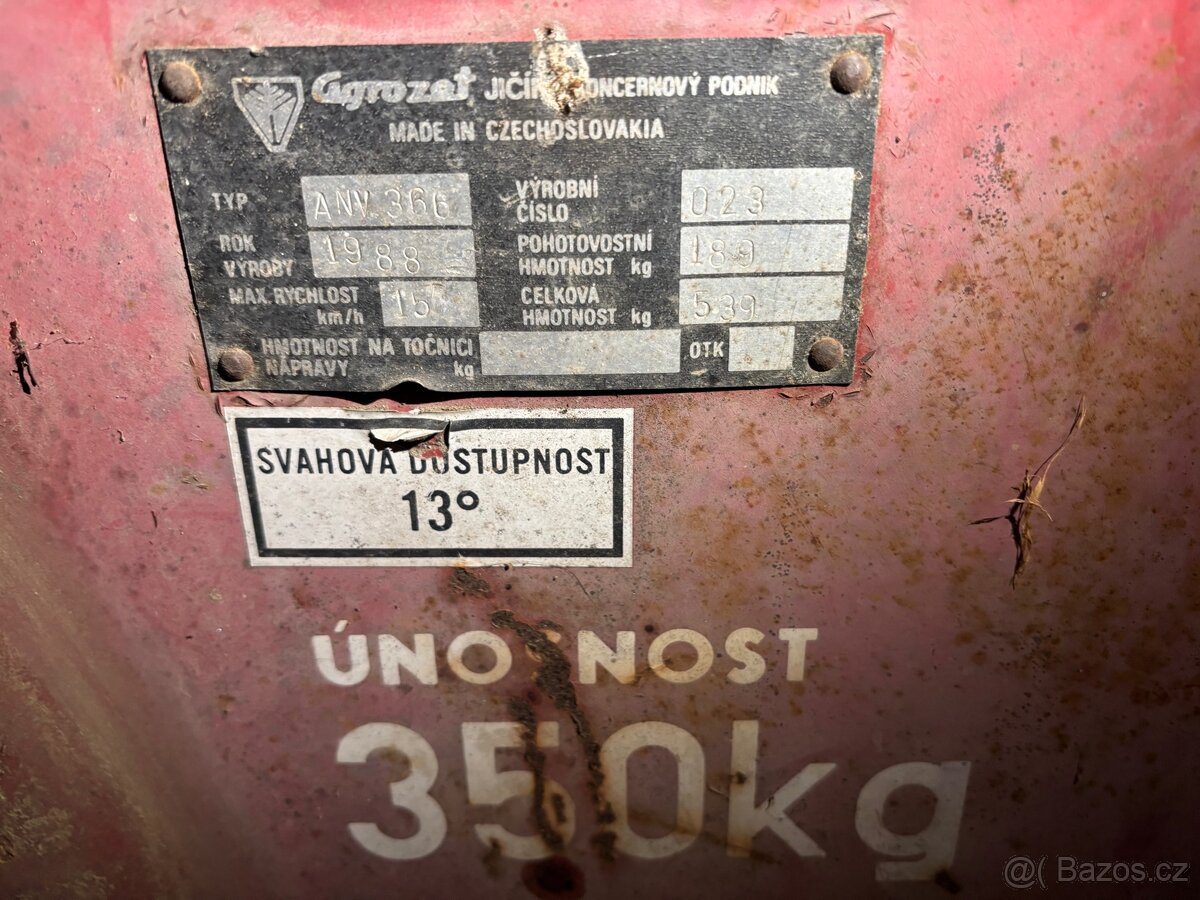 Agrozet JIČÍN KONCERNOVÝ PODNIK
MADE IN CZECHOSLOVAKIA
TYP ANV 366
VÝROBNÍ ČÍSLO 023
ROK VÝROBY 1988
POHOTOVOSTNÍ HMOTNOST kg 189
MAX. RYCHLOST km/h 15
CELKOVÁ HMOTNOST kg 539
HMOTNOST NA TOČNICI NÁPRAVY kg
OTK
SVAHOVÁ DOSTUPNOST
13°
ÚNOSNOST
350kg
@( Bazos.cz